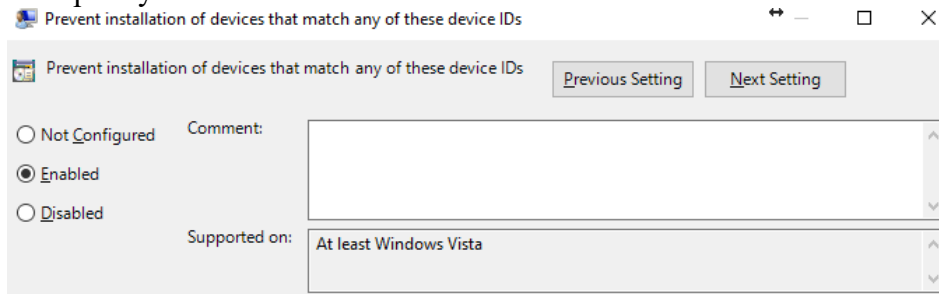 Prevent installation of devices that match any of these device IDs
Prevent installation of devices that match any of these device IDs
Previous Setting
Next Setting
Not Configured
Comment:
Enabled
Disabled
Supported on:
At least Windows Vista